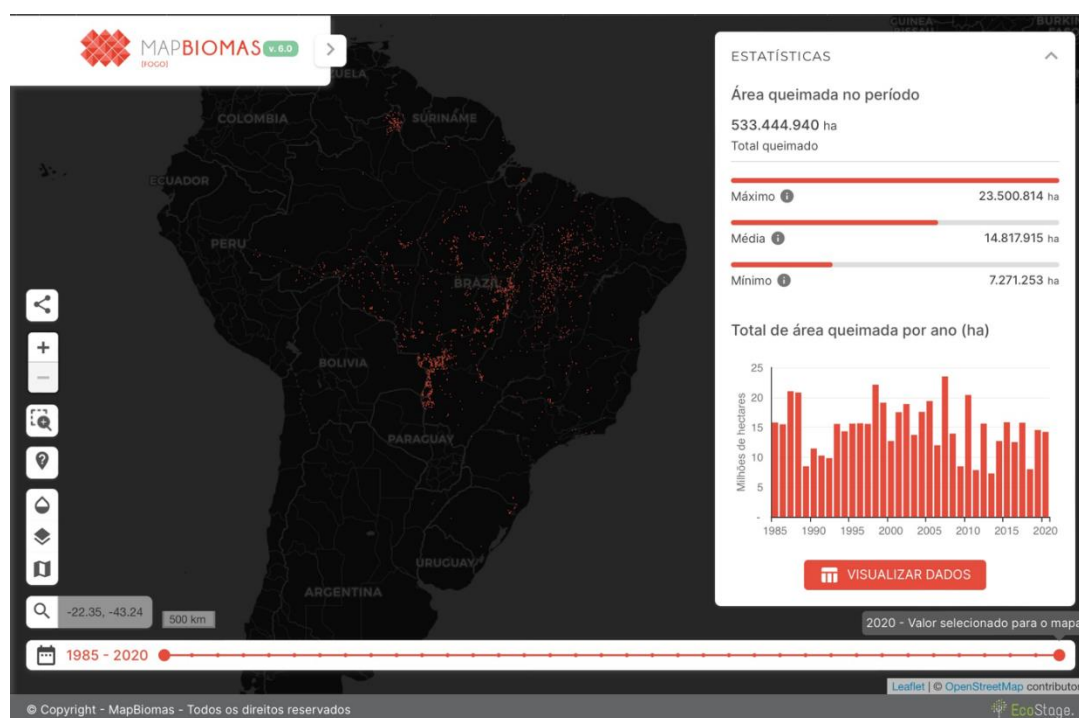 MAPBIOMAS v. 6.0
[FOGO]
GUINEA
BURKIN
COLOMBIA
SURINAME
ECUADOR
PERU
BRAZIL
BOLIVIA
PARAGUAY
URUGUAY
ARGENTINA
ESTATÍSTICAS
Área queimada no período
533.444.940 ha
Total queimado
Máximo 23.500.814 ha
Média 14.817.915 ha
Mínimo 7.271.253 ha
Total de área queimada por ano (ha)
Milhões de hectares
25
20
15
10
5
-
1985 1990 1995 2000 2005 2010 2015 2020
VISUALIZAR DADOS
-22.35, -43.24
500 km
2020 - Valor selecionado para o mapa
1985 - 2020
Leaflet | © OpenStreetMap contributor
© Copyright - MapBiomas - Todos os direitos reservados
EcoStage.